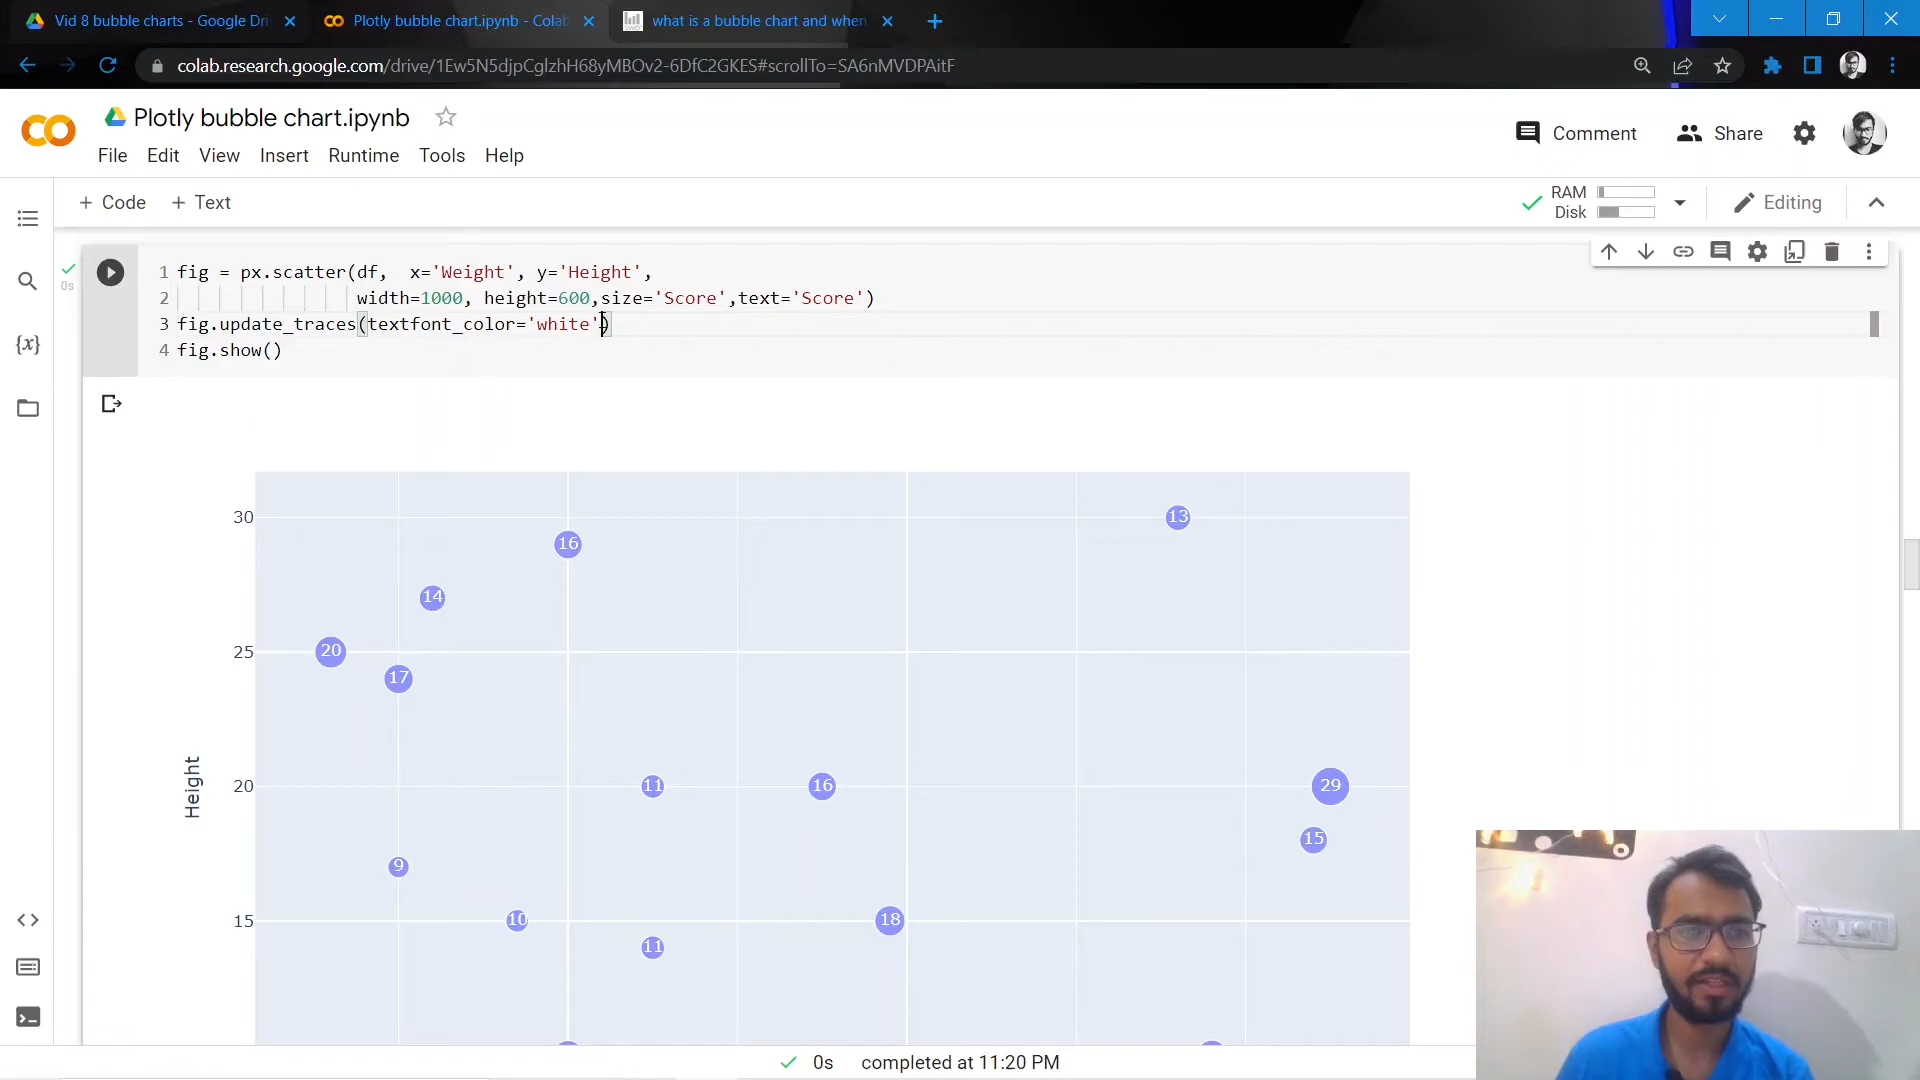 Vid 8 bubble charts - Google Dri
Plotly bubble chart.ipynb - Colab
what is a bubble chart and when
colab.research.google.com/drive/1Ew5N5djpCglzhH68yMBOv2-6DfC2GKES#scrollTo=SA6nMVDPAitF
Plotly bubble chart.ipynb
File Edit View Insert Runtime Tools Help
Comment
Share
+ Code + Text
RAM
Disk
Editing
0s
1 fig = px.scatter(df, x='Weight', y='Height',
2 width=1000, height=600,size='Score',text='Score')
3 fig.update_traces(textfont_color='white')
4 fig.show()
{x}
30
13
16
14
25
20
17
Height
20
11
16
29
15
9
15
10
18
11
0s completed at 11:20 PM